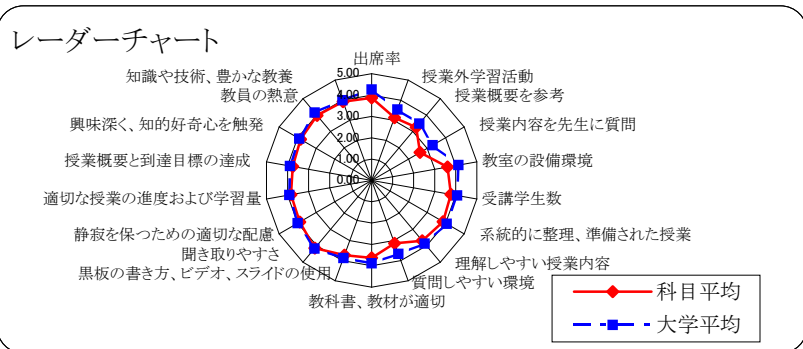 レーダーチャート
出席率
授業外学習活動
授業概要を参考
授業内容を先生に質問
教室の設備環境
受講学生数
系統的に整理、準備された授業
理解しやすい授業内容
質問しやすい環境
教科書、教材が適切
黒板の書き方、ビデオ、スライドの使用
聞き取りやすさ
静寂を保つための適切な配慮
適切な授業の進度および学習量
授業概要と到達目標の達成
興味深く、知的好奇心を触発
教員の熱意
知識や技術、豊かな教養
5.00
4.00
3.00
2.00
1.00
0.00
科目平均
大学平均